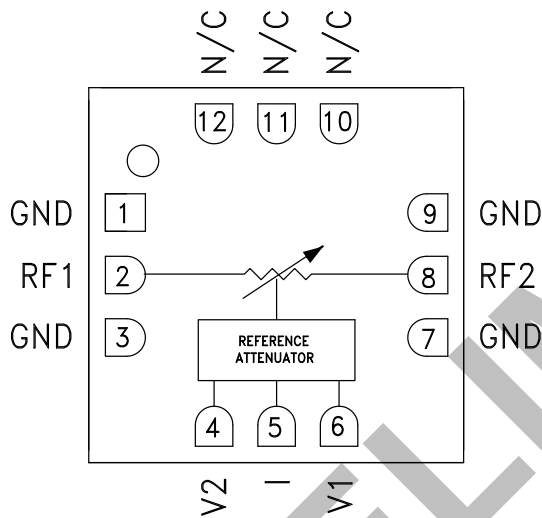 N/C N/C N/C
12 11 10
GND 1 9 GND
RF1 2 8 RF2
GND 3 7 GND
REFERENCE
ATTENUATOR
4 5 6
V2 I V1